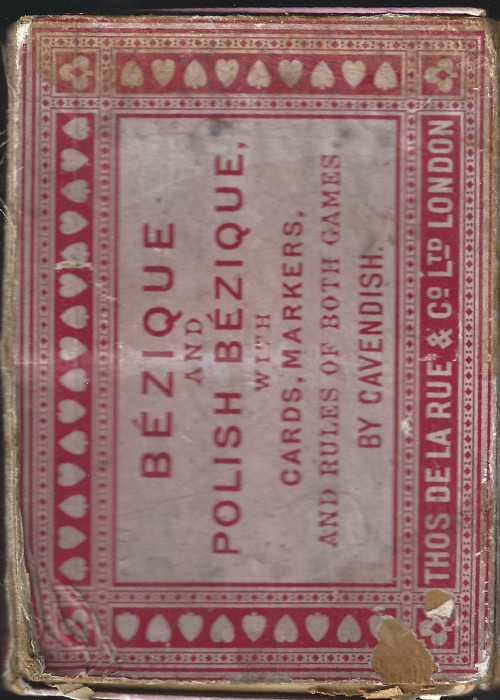 BÉZIQUE
AND
POLISH BÉZIQUE,
WITH
CARDS, MARKERS,
AND RULES OF BOTH GAMES
BY CAVENDISH.
THOS DE LA RUE & Co LTD LONDON